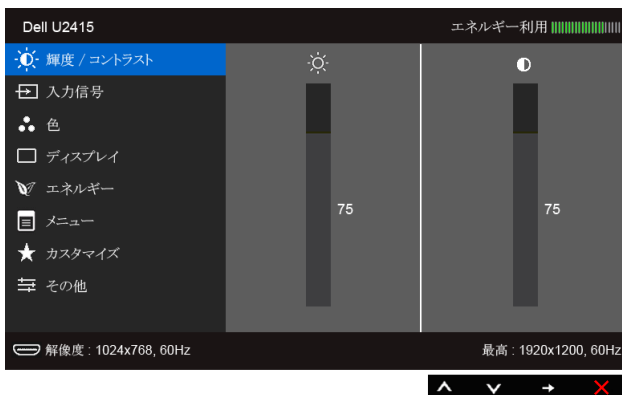 Dell U2415
エネルギー利用
輝度 / コントラスト
入力信号
色
ディスプレイ
エネルギー
メニュー
カスタマイズ
その他
75
75
解像度 : 1024x768, 60Hz
最高 : 1920x1200, 60Hz